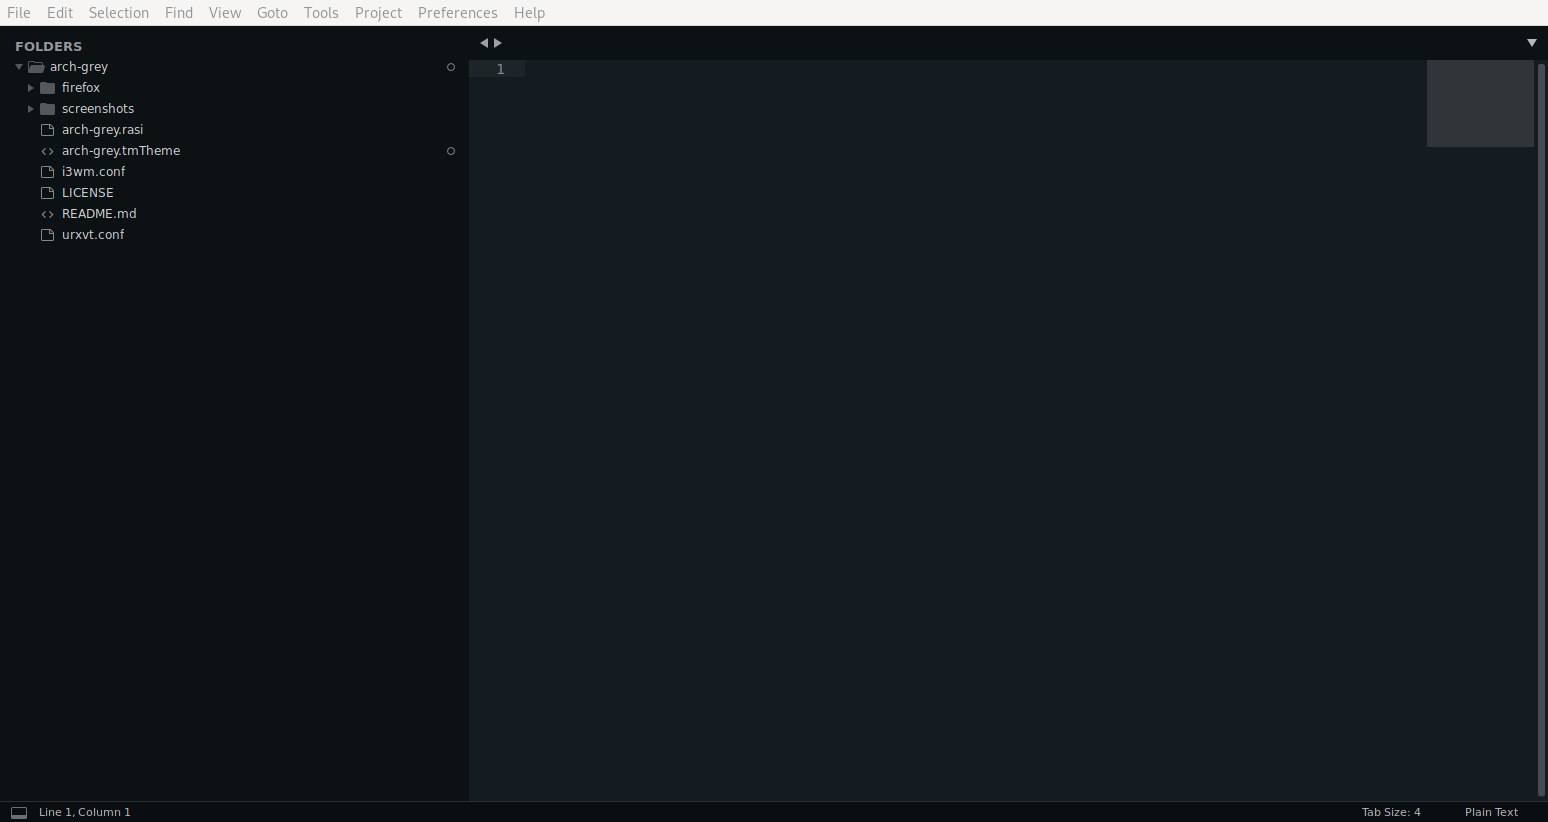 File Edit Selection Find View Goto Tools Project Preferences Help
FOLDERS
arch-grey
firefox
screenshots
arch-grey.rasi
arch-grey.tmTheme
i3wm.conf
LICENSE
README.md
urxvt.conf
1
Line 1, Column 1
Tab Size: 4
Plain Text